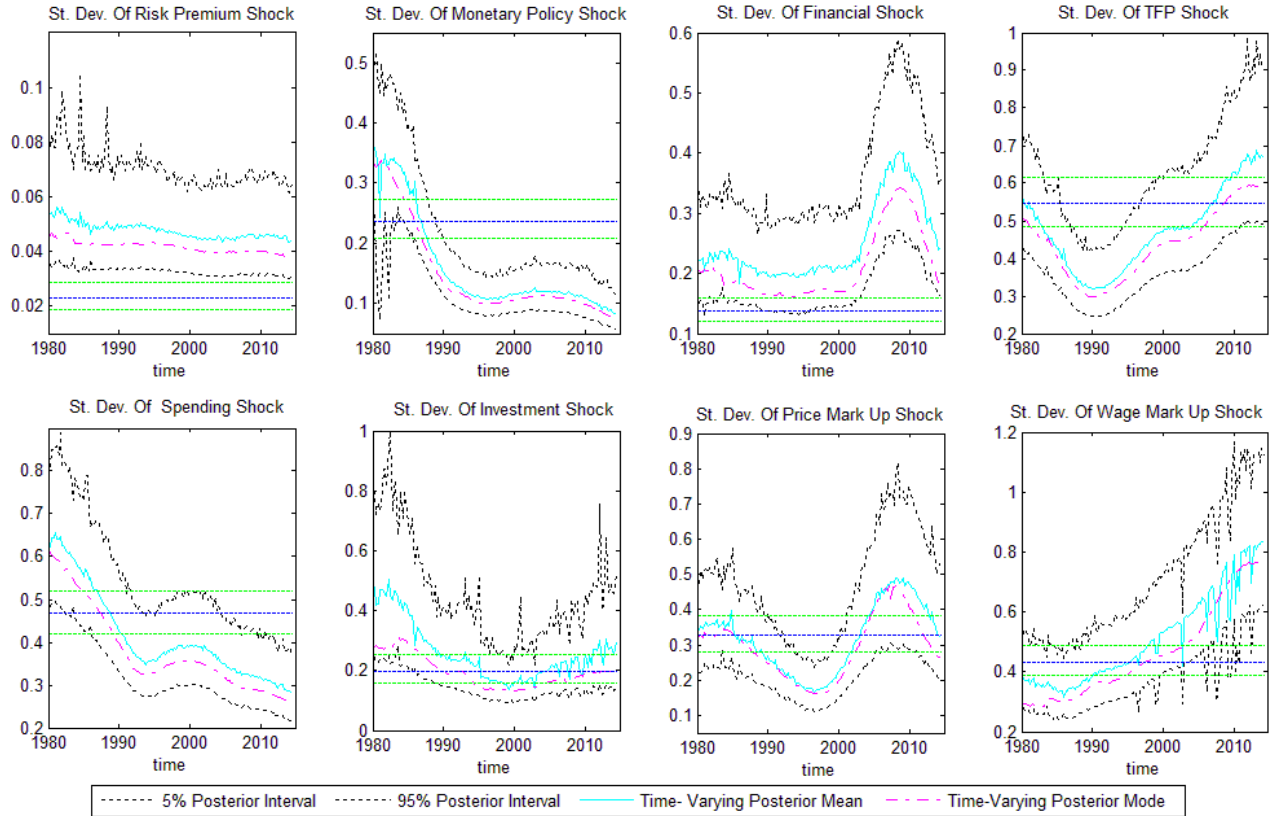 St. Dev. Of Risk Premium Shock
0.1
0.08
0.06
0.04
0.02
1980 1990 2000 2010
time
St. Dev. Of Monetary Policy Shock
0.5
0.4
0.3
0.2
0.1
1980 1990 2000 2010
time
St. Dev. Of Financial Shock
0.6
0.5
0.4
0.3
0.2
0.1
1980 1990 2000 2010
time
St. Dev. Of TFP Shock
1
0.9
0.8
0.7
0.6
0.5
0.4
0.3
0.2
1980 1990 2000 2010
time
St. Dev. Of Spending Shock
0.8
0.7
0.6
0.5
0.4
0.3
0.2
1980 1990 2000 2010
time
St. Dev. Of Investment Shock
1
0.8
0.6
0.4
0.2
0
1980 1990 2000 2010
time
St. Dev. Of Price Mark Up Shock
0.9
0.8
0.7
0.6
0.5
0.4
0.3
0.2
0.1
1980 1990 2000 2010
time
St. Dev. Of Wage Mark Up Shock
1.2
1
0.8
0.6
0.4
0.2
1980 1990 2000 2010
time
5% Posterior Interval 95% Posterior Interval Time- Varying Posterior Mean Time-Varying Posterior Mode